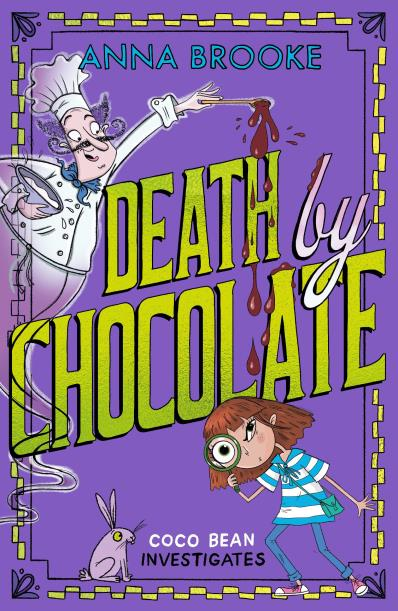 ANNA BROOKE
DEATH by
CHOCOLATE
COCO BEAN
INVESTIGATES